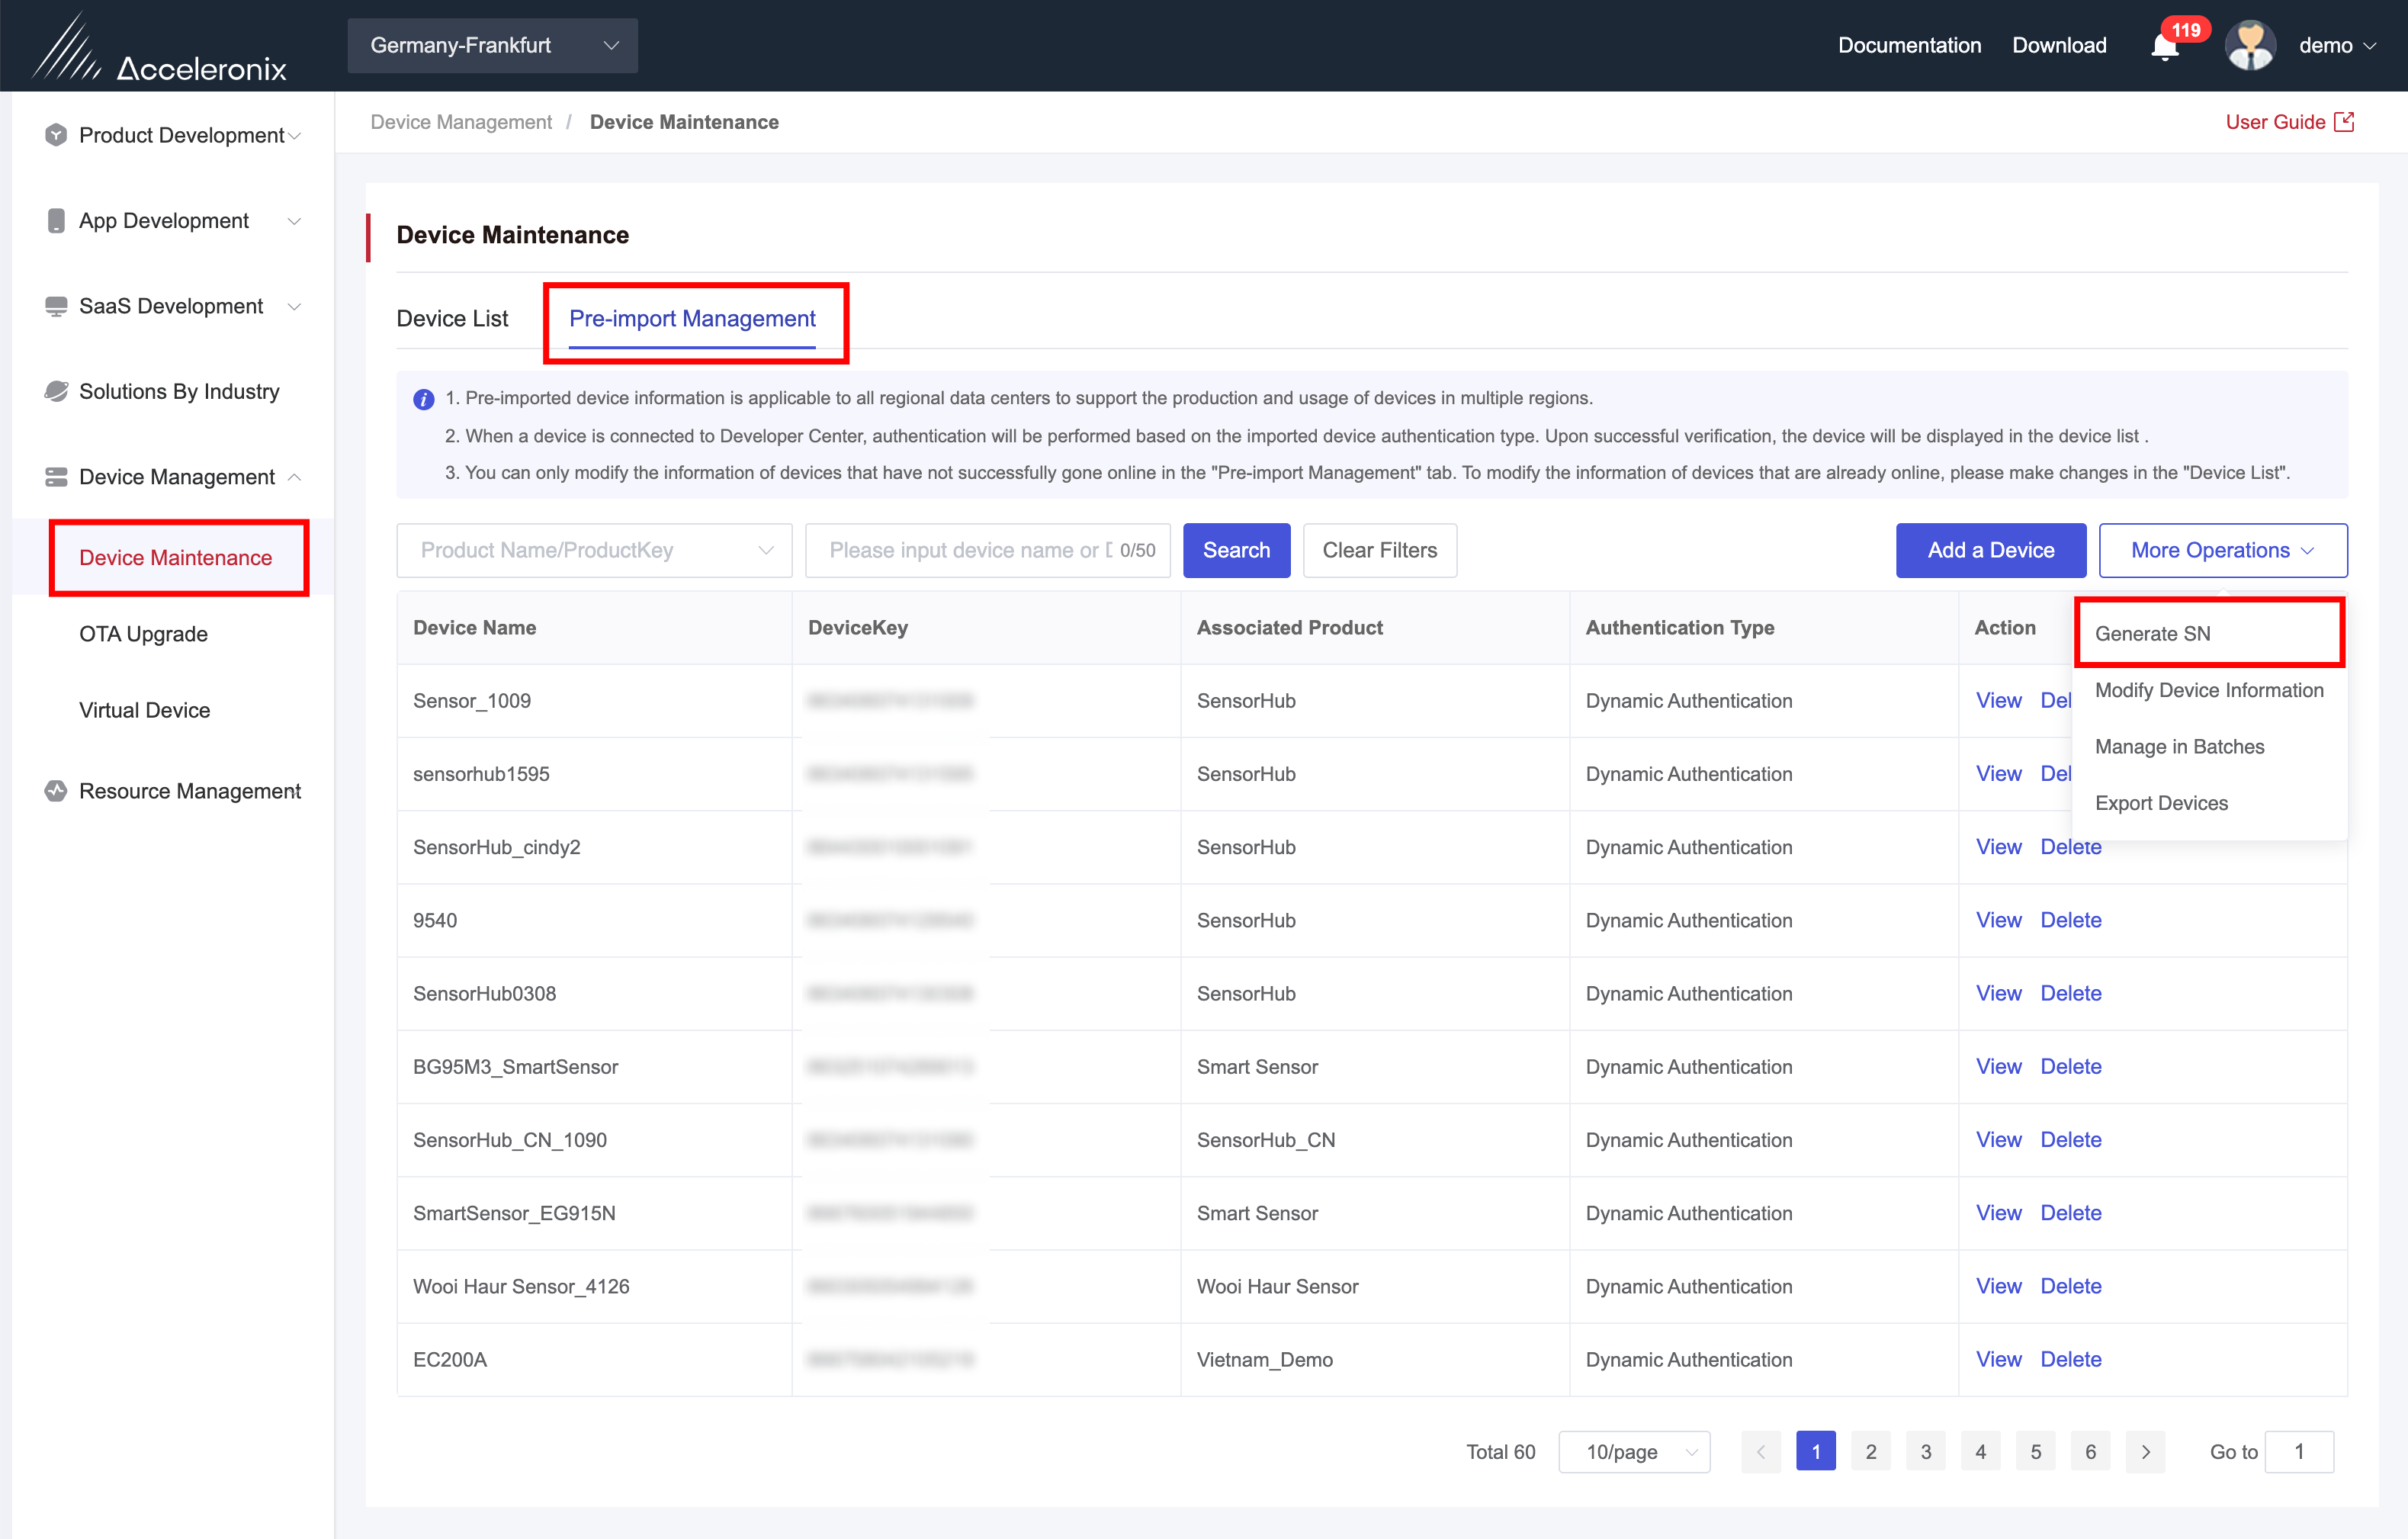 Acceleronix
Germany-Frankfurt
Documentation
Download
119
demo
Product Development
App Development
SaaS Development
Solutions By Industry
Device Management
Device Maintenance
OTA Upgrade
Virtual Device
Resource Management
Device Management / Device Maintenance
User Guide
Device Maintenance
Device List
Pre-import Management
1. Pre-imported device information is applicable to all regional data centers to support the production and usage of devices in multiple regions.
2. When a device is connected to Developer Center, authentication will be performed based on the imported device authentication type. Upon successful verification, the device will be displayed in the device list .
3. You can only modify the information of devices that have not successfully gone online in the "Pre-import Management" tab. To modify the information of devices that are already online, please make changes in the "Device List".
Product Name/ProductKey
Please input device name or D 0/50
Search
Clear Filters
Add a Device
More Operations
Generate SN
Modify Device Information
Manage in Batches
Export Devices
Device Name DeviceKey Associated Product Authentication Type Action
Sensor_1009 SensorHub Dynamic Authentication View Del
sensorhub1595 SensorHub Dynamic Authentication View Del
SensorHub_cindy2 SensorHub Dynamic Authentication View Delete
9540 SensorHub Dynamic Authentication View Delete
SensorHub0308 SensorHub Dynamic Authentication View Delete
BG95M3_SmartSensor Smart Sensor Dynamic Authentication View Delete
SensorHub_CN_1090 SensorHub_CN Dynamic Authentication View Delete
SmartSensor_EG915N Smart Sensor Dynamic Authentication View Delete
Wooi Haur Sensor_4126 Wooi Haur Sensor Dynamic Authentication View Delete
EC200A Vietnam_Demo Dynamic Authentication View Delete
Total 60 10/page 1 2 3 4 5 6 Go to 1